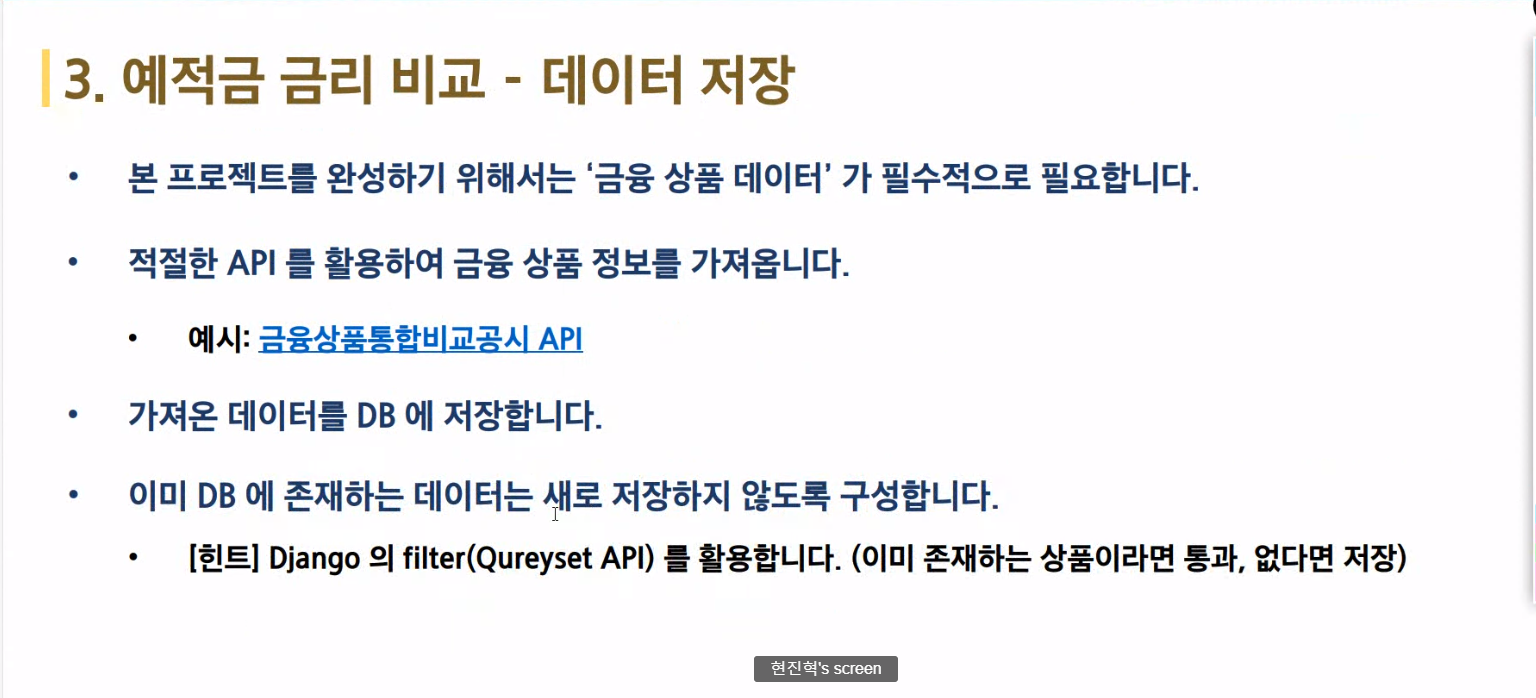 3. 예적금 금리 비교 - 데이터 저장
• 본 프로젝트를 완성하기 위해서는 ‘금융 상품 데이터’ 가 필수적으로 필요합니다.
• 적절한 API 를 활용하여 금융 상품 정보를 가져옵니다.
• 예시: 금융상품통합비교공시 API
• 가져온 데이터를 DB 에 저장합니다.
• 이미 DB 에 존재하는 데이터는 새로 저장하지 않도록 구성합니다.
• [힌트] Django 의 filter(Qureyset API) 를 활용합니다. (이미 존재하는 상품이라면 통과, 없다면 저장)
현진혁's screen